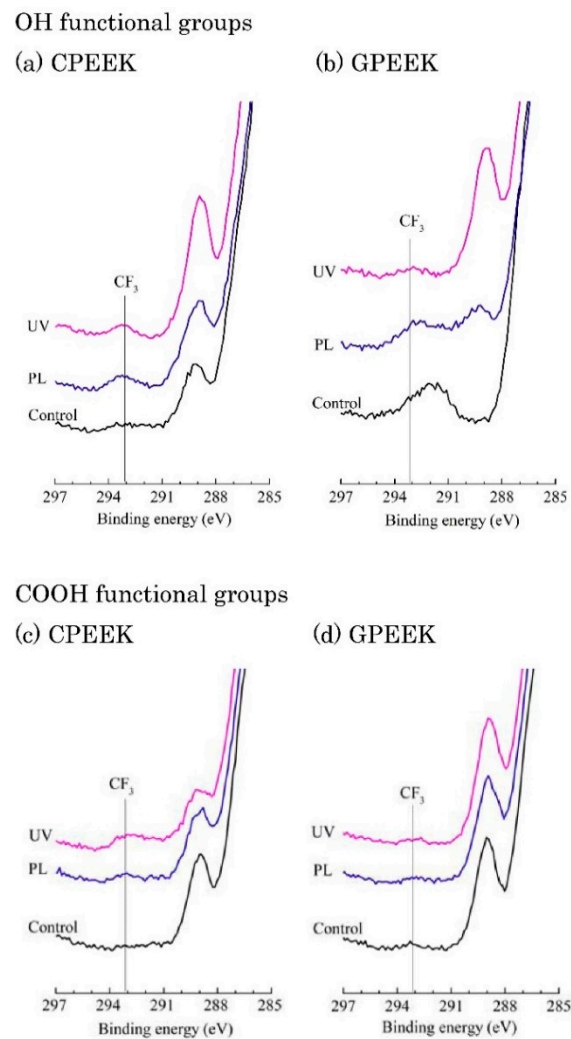 OH functional groups
(a) CPEEK
(b) GPEEK
CF3
UV
PL
Control
297 294 291 288 285
Binding energy (eV)
CF3
UV
PL
Control
297 294 291 288 285
Binding energy (eV)
COOH functional groups
(c) CPEEK
(d) GPEEK
CF3
UV
PL
Control
297 294 291 288 285
Binding energy (eV)
CF3
UV
PL
Control
297 294 291 288 285
Binding energy (eV)